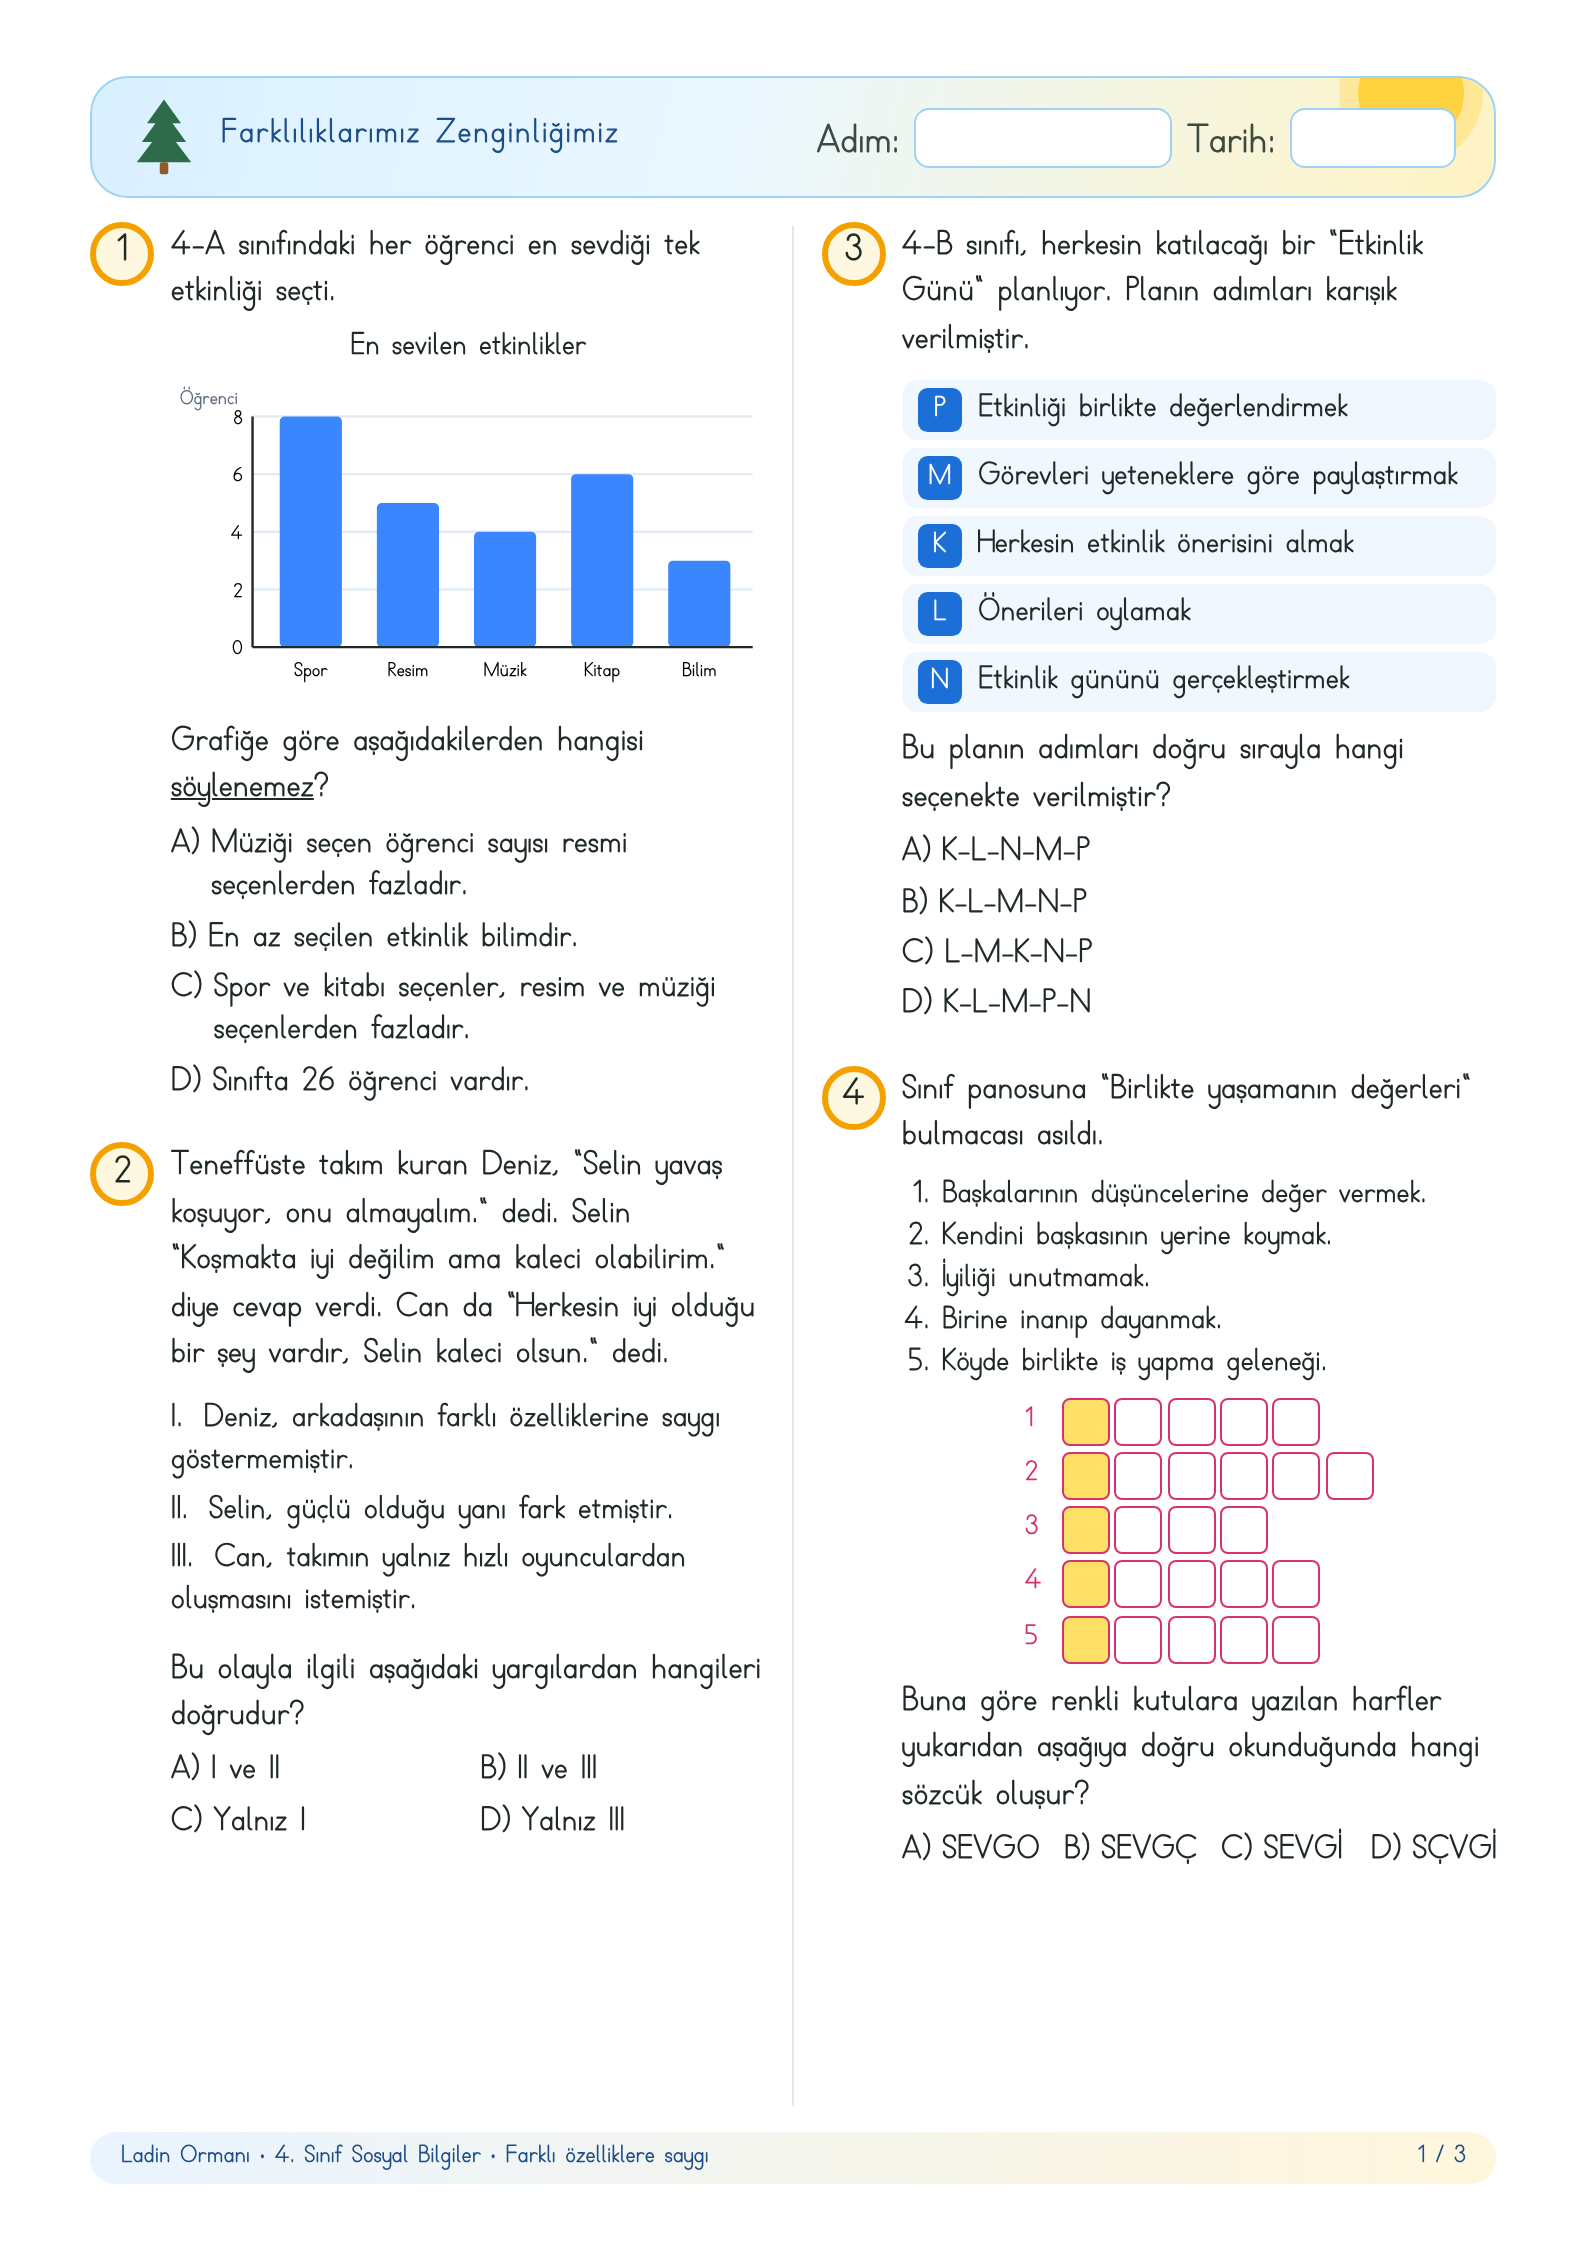 Farklılıklarımız Zenginliğimiz
Adım:
Tarih:
1
4-A sınıfındaki her öğrenci en sevdiği tek
etkinliği seçti.
En sevilen etkinlikler
Öğrenci
8
6
4
2
0
Spor Resim Müzik Kitap Bilim
Grafiğe göre aşağıdakilerden hangisi
söylenemez?
A) Müziği seçen öğrenci sayısı resmi
seçenlerden fazladır.
B) En az seçilen etkinlik bilimdir.
C) Spor ve kitabı seçenler, resim ve müziği
seçenlerden fazladır.
D) Sınıfta 26 öğrenci vardır.
2
Teneffüste takım kuran Deniz, "Selin yavaş
koşuyor, onu almayalım." dedi. Selin
"Koşmakta iyi değilim ama kaleci olabilirim."
diye cevap verdi. Can da "Herkesin iyi olduğu
bir şey vardır, Selin kaleci olsun." dedi.
I. Deniz, arkadaşının farklı özelliklerine saygı
göstermemiştir.
II. Selin, güçlü olduğu yanı fark etmiştir.
III. Can, takımın yalnız hızlı oyunculardan
oluşmasını istemiştir.
Bu olayla ilgili aşağıdaki yargılardan hangileri
doğrudur?
A) I ve II B) II ve III
C) Yalnız I D) Yalnız III
3
4-B sınıfı, herkesin katılacağı bir "Etkinlik
Günü" planlıyor. Planın adımları karışık
verilmiştir.
P Etkinliği birlikte değerlendirmek
M Görevleri yeteneklere göre paylaştırmak
K Herkesin etkinlik önerisini almak
L Önerileri oylamak
N Etkinlik gününü gerçekleştirmek
Bu planın adımları doğru sırayla hangi
seçenekte verilmiştir?
A) K-L-N-M-P
B) K-L-M-N-P
C) L-M-K-N-P
D) K-L-M-P-N
4
Sınıf panosuna "Birlikte yaşamanın değerleri"
bulmacası asıldı.
1. Başkalarının düşüncelerine değer vermek.
2. Kendini başkasının yerine koymak.
3. İyiliği unutmamak.
4. Birine inanıp dayanmak.
5. Köyde birlikte iş yapma geleneği.
1
2
3
4
5
Buna göre renkli kutulara yazılan harfler
yukarıdan aşağıya doğru okunduğunda hangi
sözcük oluşur?
A) SEVGO B) SEVGÇ C) SEVGİ D) SÇVGİ
Ladin Ormanı • 4. Sınıf Sosyal Bilgiler • Farklı özelliklere saygı
1 / 3